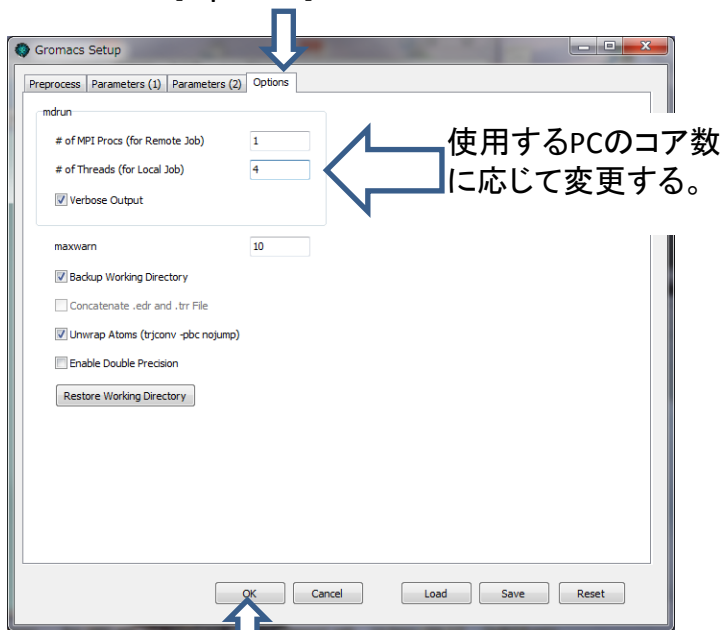 Gromacs Setup
Preprocess Parameters (1) Parameters (2) Options
mdrun
# of MPI Procs (for Remote Job) 1
# of Threads (for Local Job) 4
Verbose Output
使用するPCのコア数
に応じて変更する。
maxwarn 10
Backup Working Directory
Concatenate .edr and .trr File
Unwrap Atoms (trjconv -pbc nojump)
Enable Double Precision
Restore Working Directory
OK Cancel Load Save Reset